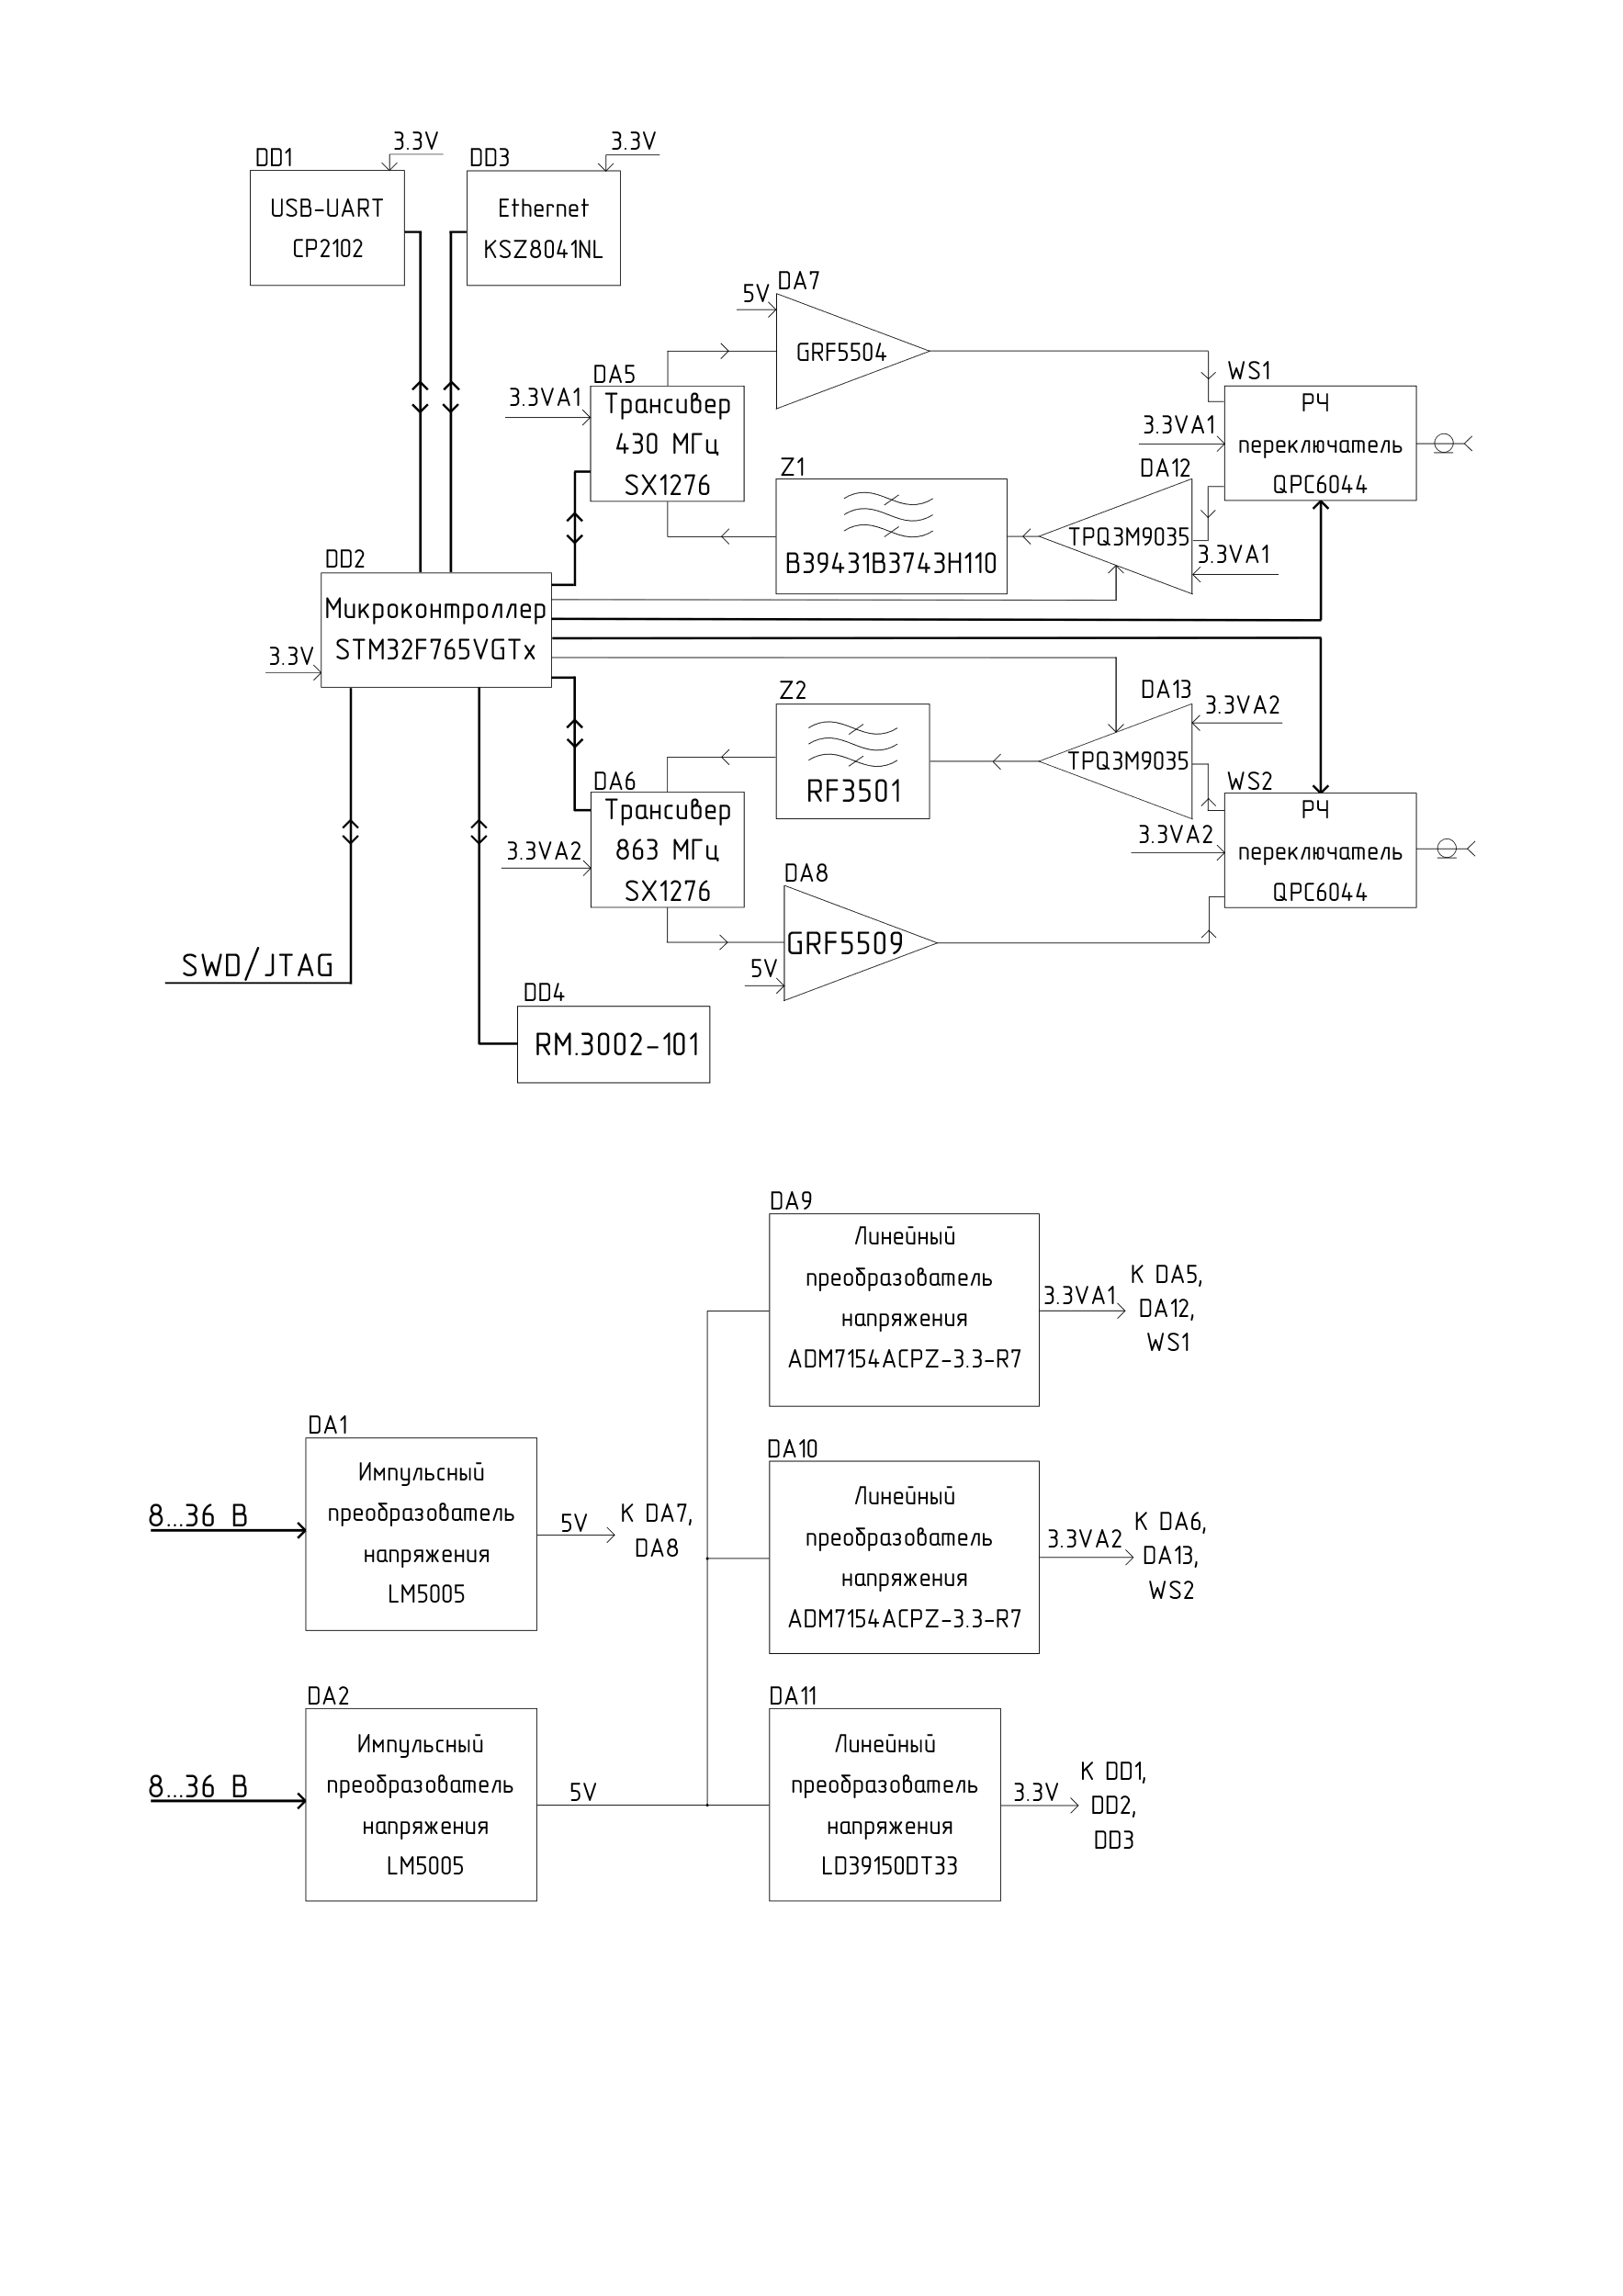 3.3V
3.3V
DD1
DD3
USB-UART
CP2102
Ethernet
KSZ8041NL
DA7
5V
GRF5504
DA5
WS1
3.3VA1
Трансивер
430 МГц
SX1276
РЧ
переключатель
QPC6044
3.3VA1
Z1
DA12
B39431B3743H110
TPQ3M9035
3.3VA1
DD2
Микроконтроллер
STM32F765VGTx
3.3V
Z2
DA13
3.3VA2
RF3501
TPQ3M9035
DA6
WS2
Трансивер
863 МГц
SX1276
РЧ
переключатель
QPC6044
3.3VA2
3.3VA2
DA8
GRF5509
5V
SWD/JTAG
DD4
RM.3002-101
DA9
Линейный
преобразователь
напряжения
ADM7154ACPZ-3.3-R7
3.3VA1
К DA5,
DA12,
WS1
DA1
Импульсный
преобразователь
напряжения
LM5005
8...36 В
5V
К DA7,
DA8
DA10
Линейный
преобразователь
напряжения
ADM7154ACPZ-3.3-R7
3.3VA2
К DA6,
DA13,
WS2
DA2
Импульсный
преобразователь
напряжения
LM5005
8...36 В
5V
DA11
Линейный
преобразователь
напряжения
LD39150DT33
3.3V
К DD1,
DD2,
DD3